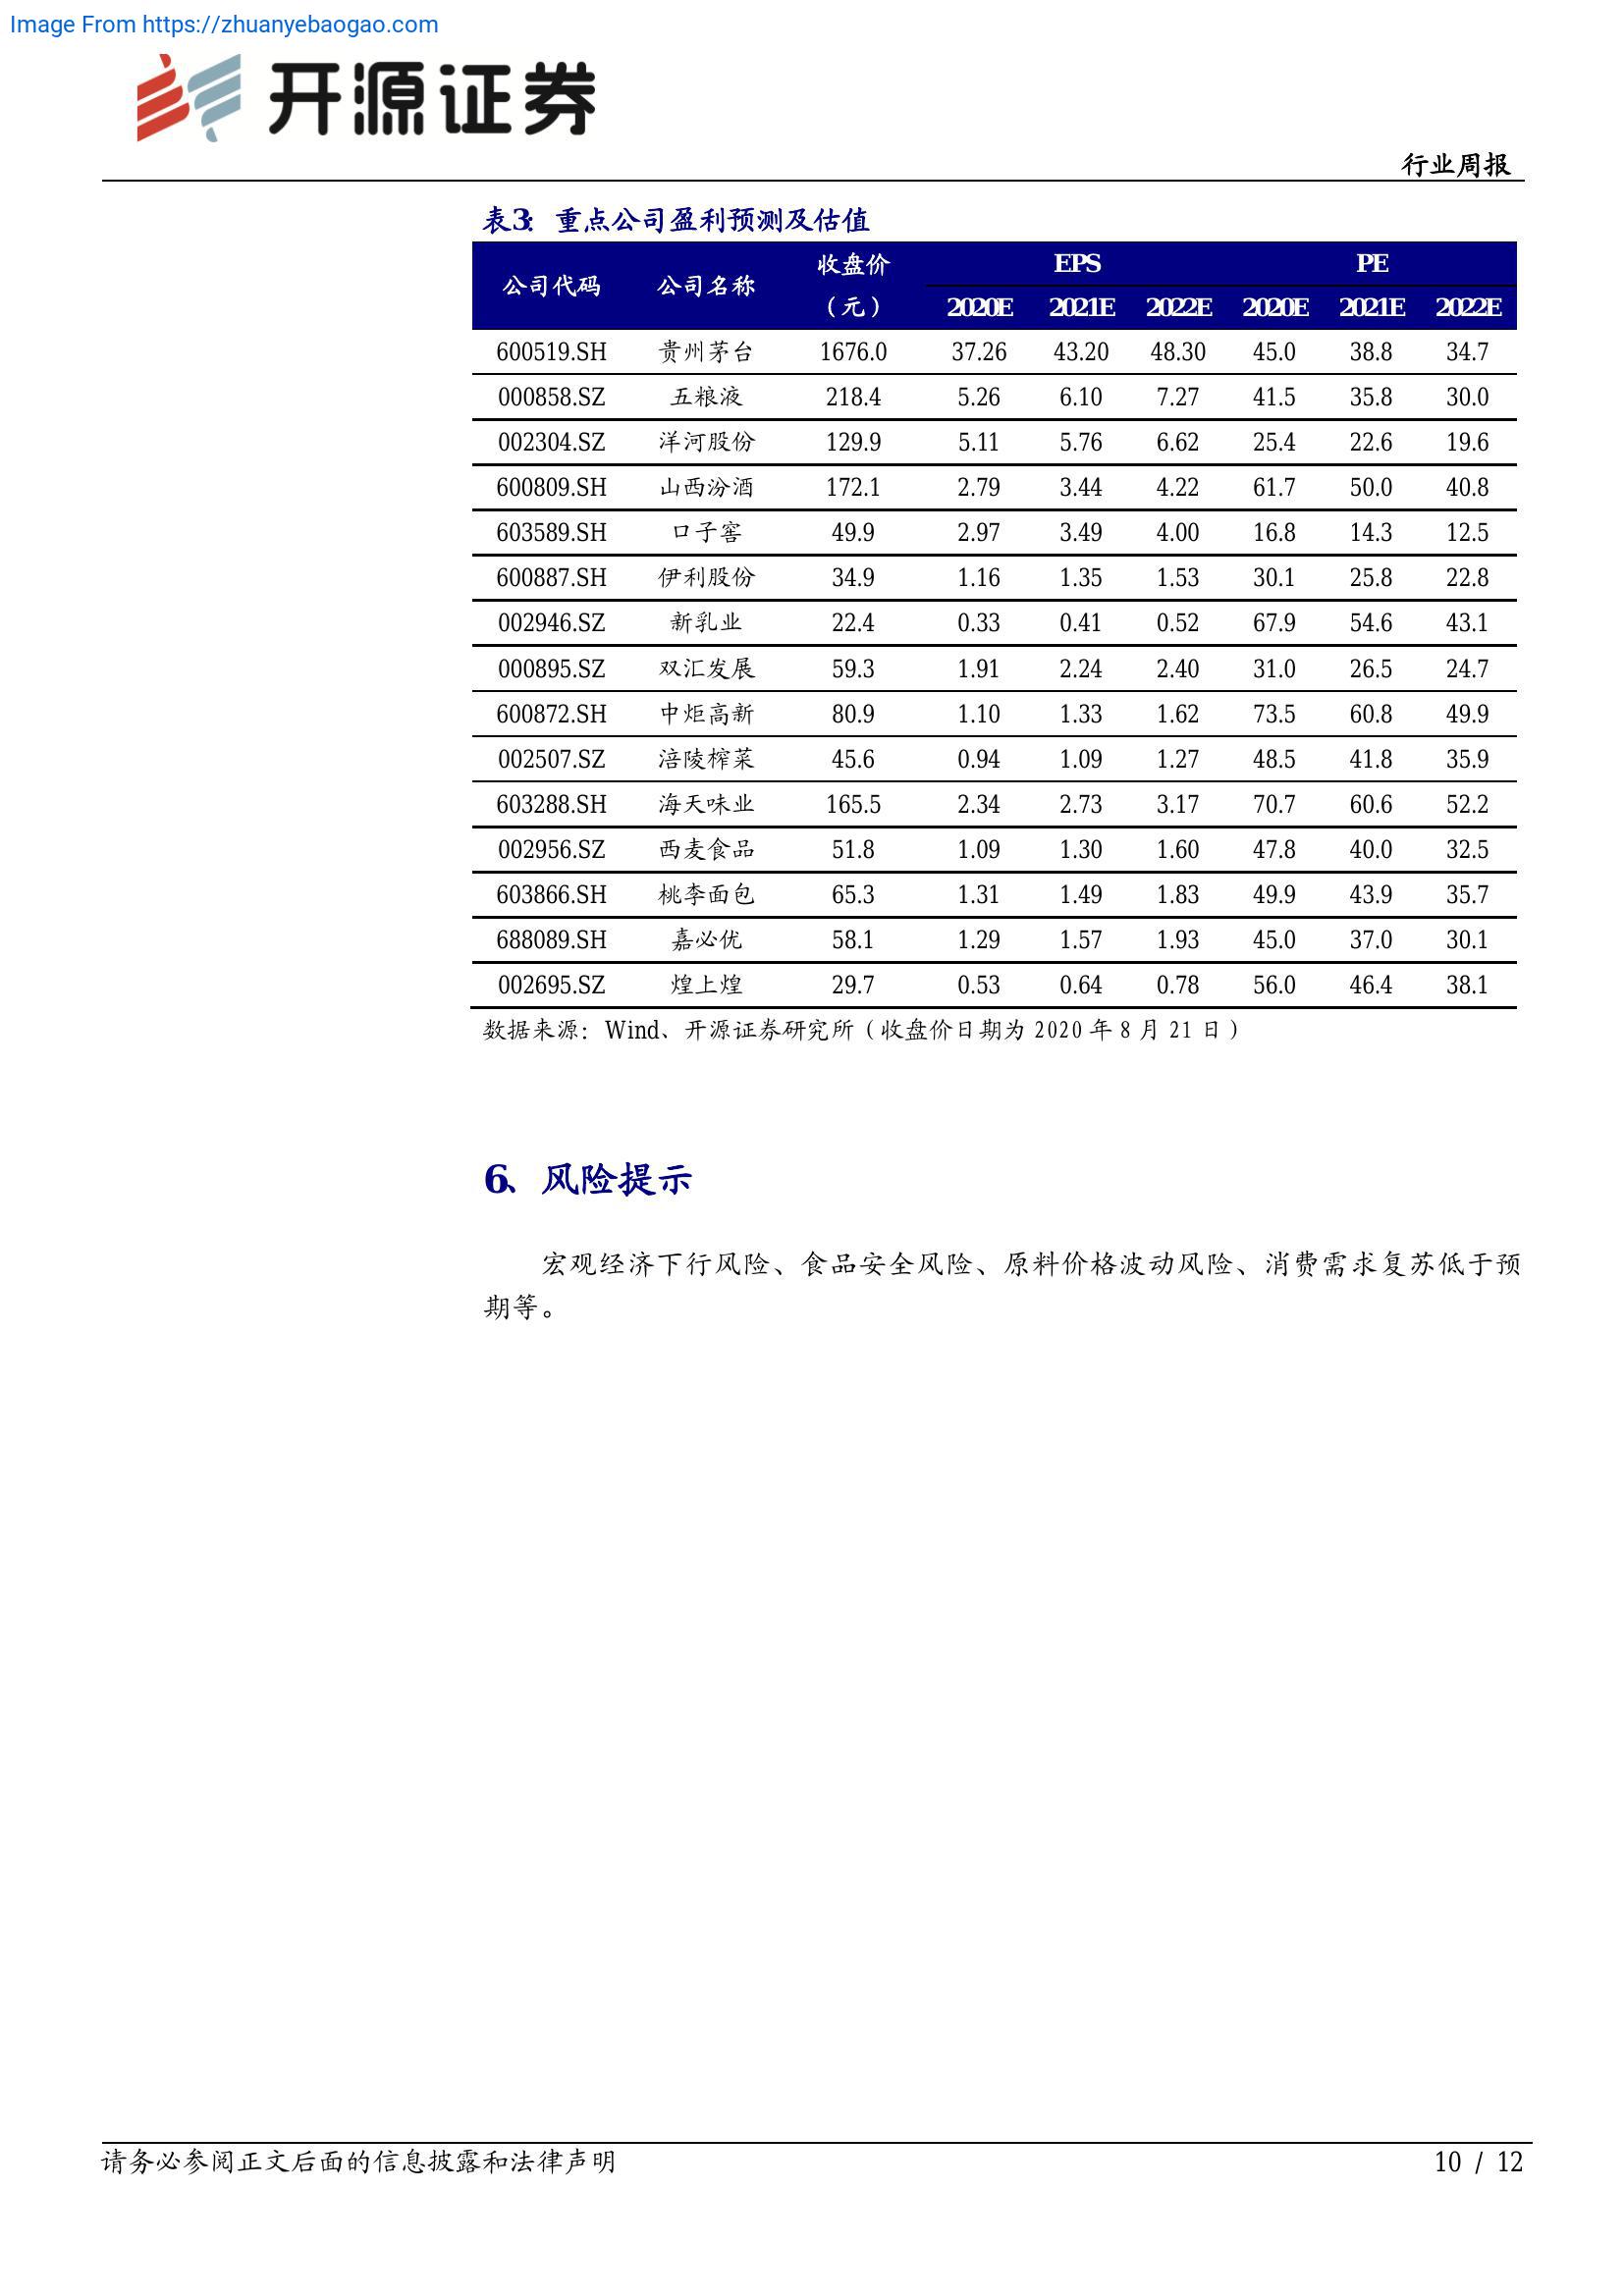 Image From https://zhuanyebaogao.com
开源证券
行业周报
表3：重点公司盈利预测及估值
公司代码 公司名称 收盘价（元） EPS PE
2020E 2021E 2022E 2020E 2021E 2022E
600519.SH 贵州茅台 1676.0 37.26 43.20 48.30 45.0 38.8 34.7
000858.SZ 五粮液 218.4 5.26 6.10 7.27 41.5 35.8 30.0
002304.SZ 洋河股份 129.9 5.11 5.76 6.62 25.4 22.6 19.6
600809.SH 山西汾酒 172.1 2.79 3.44 4.22 61.7 50.0 40.8
603589.SH 口子窖 49.9 2.97 3.49 4.00 16.8 14.3 12.5
600887.SH 伊利股份 34.9 1.16 1.35 1.53 30.1 25.8 22.8
002946.SZ 新乳业 22.4 0.33 0.41 0.52 67.9 54.6 43.1
000895.SZ 双汇发展 59.3 1.91 2.24 2.40 31.0 26.5 24.7
600872.SH 中炬高新 80.9 1.10 1.33 1.62 73.5 60.8 49.9
002507.SZ 涪陵榨菜 45.6 0.94 1.09 1.27 48.5 41.8 35.9
603288.SH 海天味业 165.5 2.34 2.73 3.17 70.7 60.6 52.2
002956.SZ 西麦食品 51.8 1.09 1.30 1.60 47.8 40.0 32.5
603866.SH 桃李面包 65.3 1.31 1.49 1.83 49.9 43.9 35.7
688089.SH 嘉必优 58.1 1.29 1.57 1.93 45.0 37.0 30.1
002695.SZ 煌上煌 29.7 0.53 0.64 0.78 56.0 46.4 38.1
数据来源：Wind、开源证券研究所（收盘价日期为 2020 年 8 月 21 日）
6、风险提示
宏观经济下行风险、食品安全风险、原料价格波动风险、消费需求复苏低于预
期等。
请务必参阅正文后面的信息披露和法律声明 10 / 12